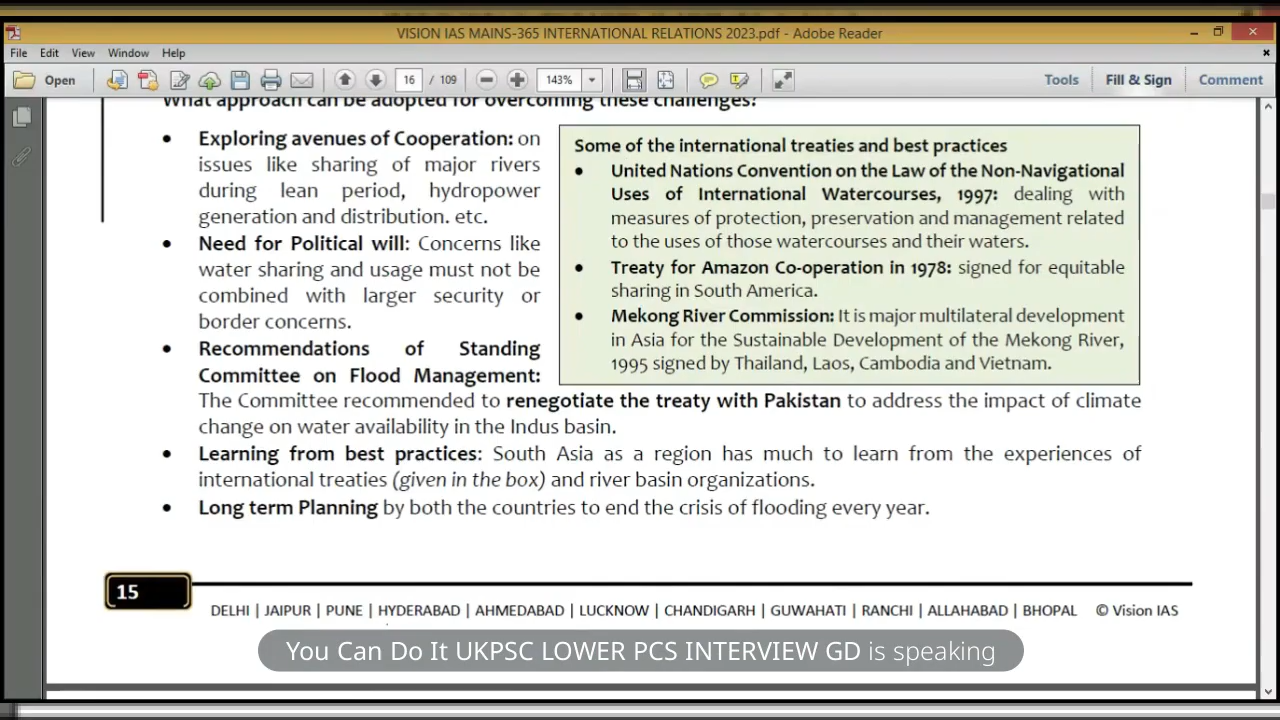 VISION IAS MAINS-365 INTERNATIONAL RELATIONS 2023.pdf - Adobe Reader
File Edit View Window Help
Open 16 / 109 143% Tools Fill & Sign Comment
What approach can be adopted for overcoming these challenges?
• Exploring avenues of Cooperation: on
issues like sharing of major rivers
during lean period, hydropower
generation and distribution. etc.
• Need for Political will: Concerns like
water sharing and usage must not be
combined with larger security or
border concerns.
• Recommendations of Standing
Committee on Flood Management:
Some of the international treaties and best practices
• United Nations Convention on the Law of the Non-Navigational
Uses of International Watercourses, 1997: dealing with
measures of protection, preservation and management related
to the uses of those watercourses and their waters.
• Treaty for Amazon Co-operation in 1978: signed for equitable
sharing in South America.
• Mekong River Commission: It is major multilateral development
in Asia for the Sustainable Development of the Mekong River,
1995 signed by Thailand, Laos, Cambodia and Vietnam.
The Committee recommended to renegotiate the treaty with Pakistan to address the impact of climate
change on water availability in the Indus basin.
• Learning from best practices: South Asia as a region has much to learn from the experiences of
international treaties (given in the box) and river basin organizations.
• Long term Planning by both the countries to end the crisis of flooding every year.
15
DELHI | JAIPUR | PUNE | HYDERABAD | AHMEDABAD | LUCKNOW | CHANDIGARH | GUWAHATI | RANCHI | ALLAHABAD | BHOPAL © Vision IAS
You Can Do It UKPSC LOWER PCS INTERVIEW GD is speaking